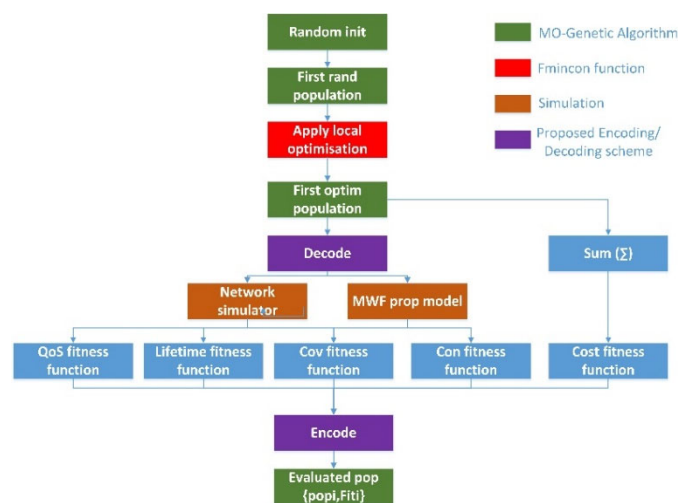 Random init
First rand
population
Apply local
optimisation
First optim
population
Decode
Sum (∑)
Network
simulator
MWF prop model
QoS fitness
function
Lifetime fitness
function
Cov fitness
function
Con fitness
function
Cost fitness
function
Encode
Evaluated pop
{popi,Fiti}
MO-Genetic Algorithm
Fmincon function
Simulation
Proposed Encoding/
Decoding scheme